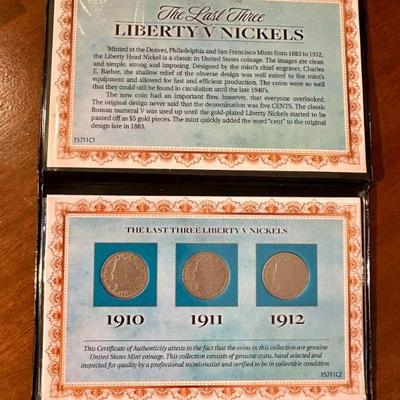 The Last Three
LIBERTY V NICKELS
Minted at the Denver, Philadelphia and San Francisco Mints from 1883 to 1912,
the Liberty Head Nickel is a classic in United States coinage. The images are clean
and simple, strong and imposing. Designed by the mint's chief engraver, Charles
E. Barber, the shallow relief of the obverse design was well suited to the mint's
equipment and allowed for fast and efficient production. The coins were so well
that they could still be found in circulation until the late 1940's.
The new coin had an important flaw, however, that everyone overlooked.
The original design never said that the denomination was five CENTS. The classic
Roman numeral V was used up until the gold-plated Liberty Nickels started to be
passed off as $5 gold pieces. The mint quickly added the word "cent" to the original
design late in 1883.
15711C1
THE LAST THREE LIBERTY V NICKELS
1910 1911 1912
This Certificate of Authenticity attests to the fact that the coins in this collection are genuine
United States Mint coinage. This collection consists of genuine coins, hand selected and
inspected for quality by a professional numismatist and verified to be in collectible condition.
15711C2